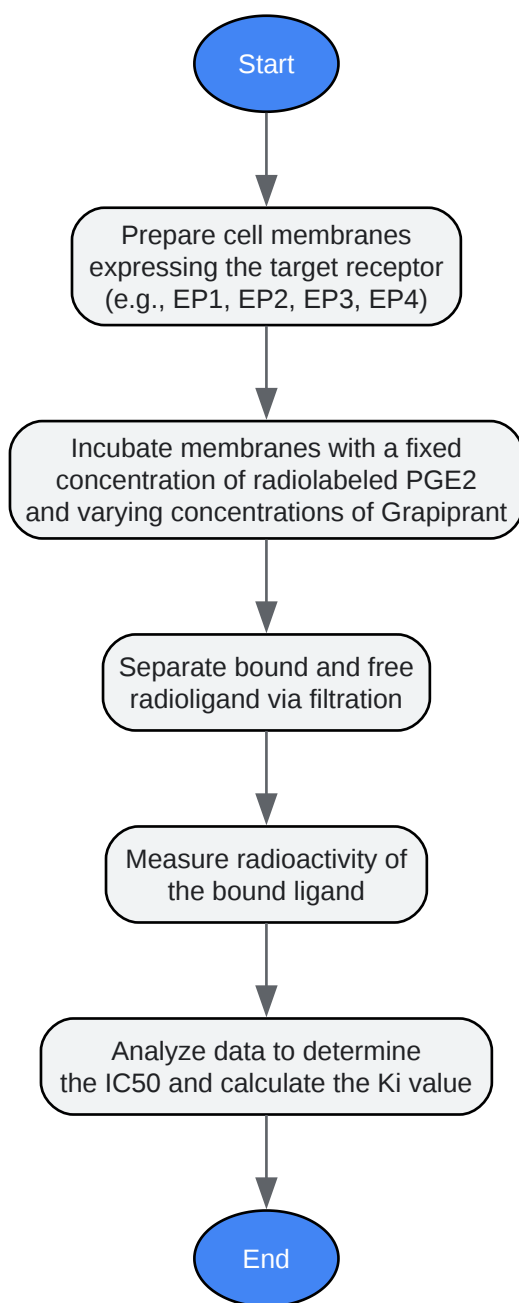 Start
Prepare cell membranes
expressing the target receptor
(e.g., EP1, EP2, EP3, EP4)
Incubate membranes with a fixed
concentration of radiolabeled PGE2
and varying concentrations of Grapiprant
Separate bound and free
radioligand via filtration
Measure radioactivity of
the bound ligand
Analyze data to determine
the IC50 and calculate the Ki value
End